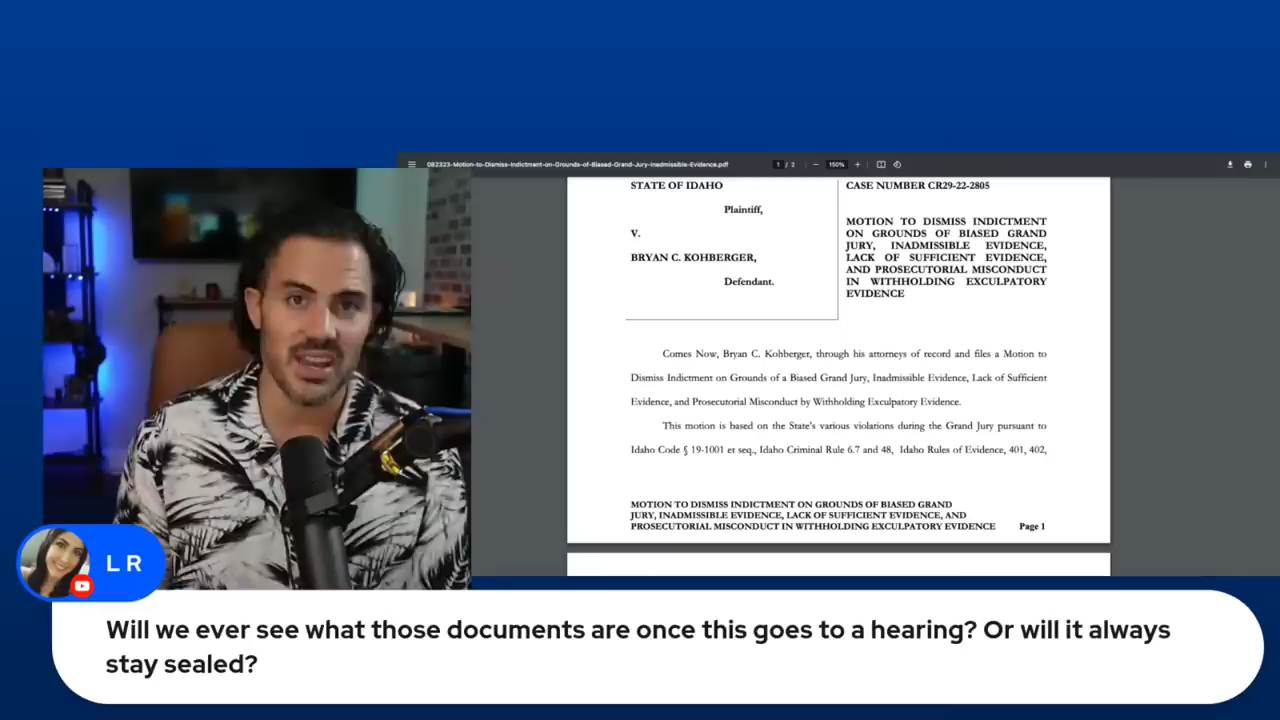 082323-Motion-to-Dismiss-Indictment-on-Grounds-of-Biased-Grand-Jury-Inadmissible-Evidence.pdf
1 / 2
150%
STATE OF IDAHO
Plaintiff,
V.
BRYAN C. KOHBERGER,
Defendant.
CASE NUMBER CR29-22-2805
MOTION TO DISMISS INDICTMENT
ON GROUNDS OF BIASED GRAND
JURY, INADMISSIBLE EVIDENCE,
LACK OF SUFFICIENT EVIDENCE,
AND PROSECUTORIAL MISCONDUCT
IN WITHHOLDING EXCULPATORY
EVIDENCE
Comes Now, Bryan C. Kohberger, through his attorneys of record and files a Motion to
Dismiss Indictment on Grounds of a Biased Grand Jury, Inadmissible Evidence, Lack of Sufficient
Evidence, and Prosecutorial Misconduct by Withholding Exculpatory Evidence.
This motion is based on the State's various violations during the Grand Jury pursuant to
Idaho Code § 19-1001 et seq., Idaho Criminal Rule 6.7 and 48, Idaho Rules of Evidence, 401, 402,
MOTION TO DISMISS INDICTMENT ON GROUNDS OF BIASED GRAND
JURY, INADMISSIBLE EVIDENCE, LACK OF SUFFICIENT EVIDENCE, AND
PROSECUTORIAL MISCONDUCT IN WITHHOLDING EXCULPATORY EVIDENCE Page 1
L R
Will we ever see what those documents are once this goes to a hearing? Or will it always
stay sealed?